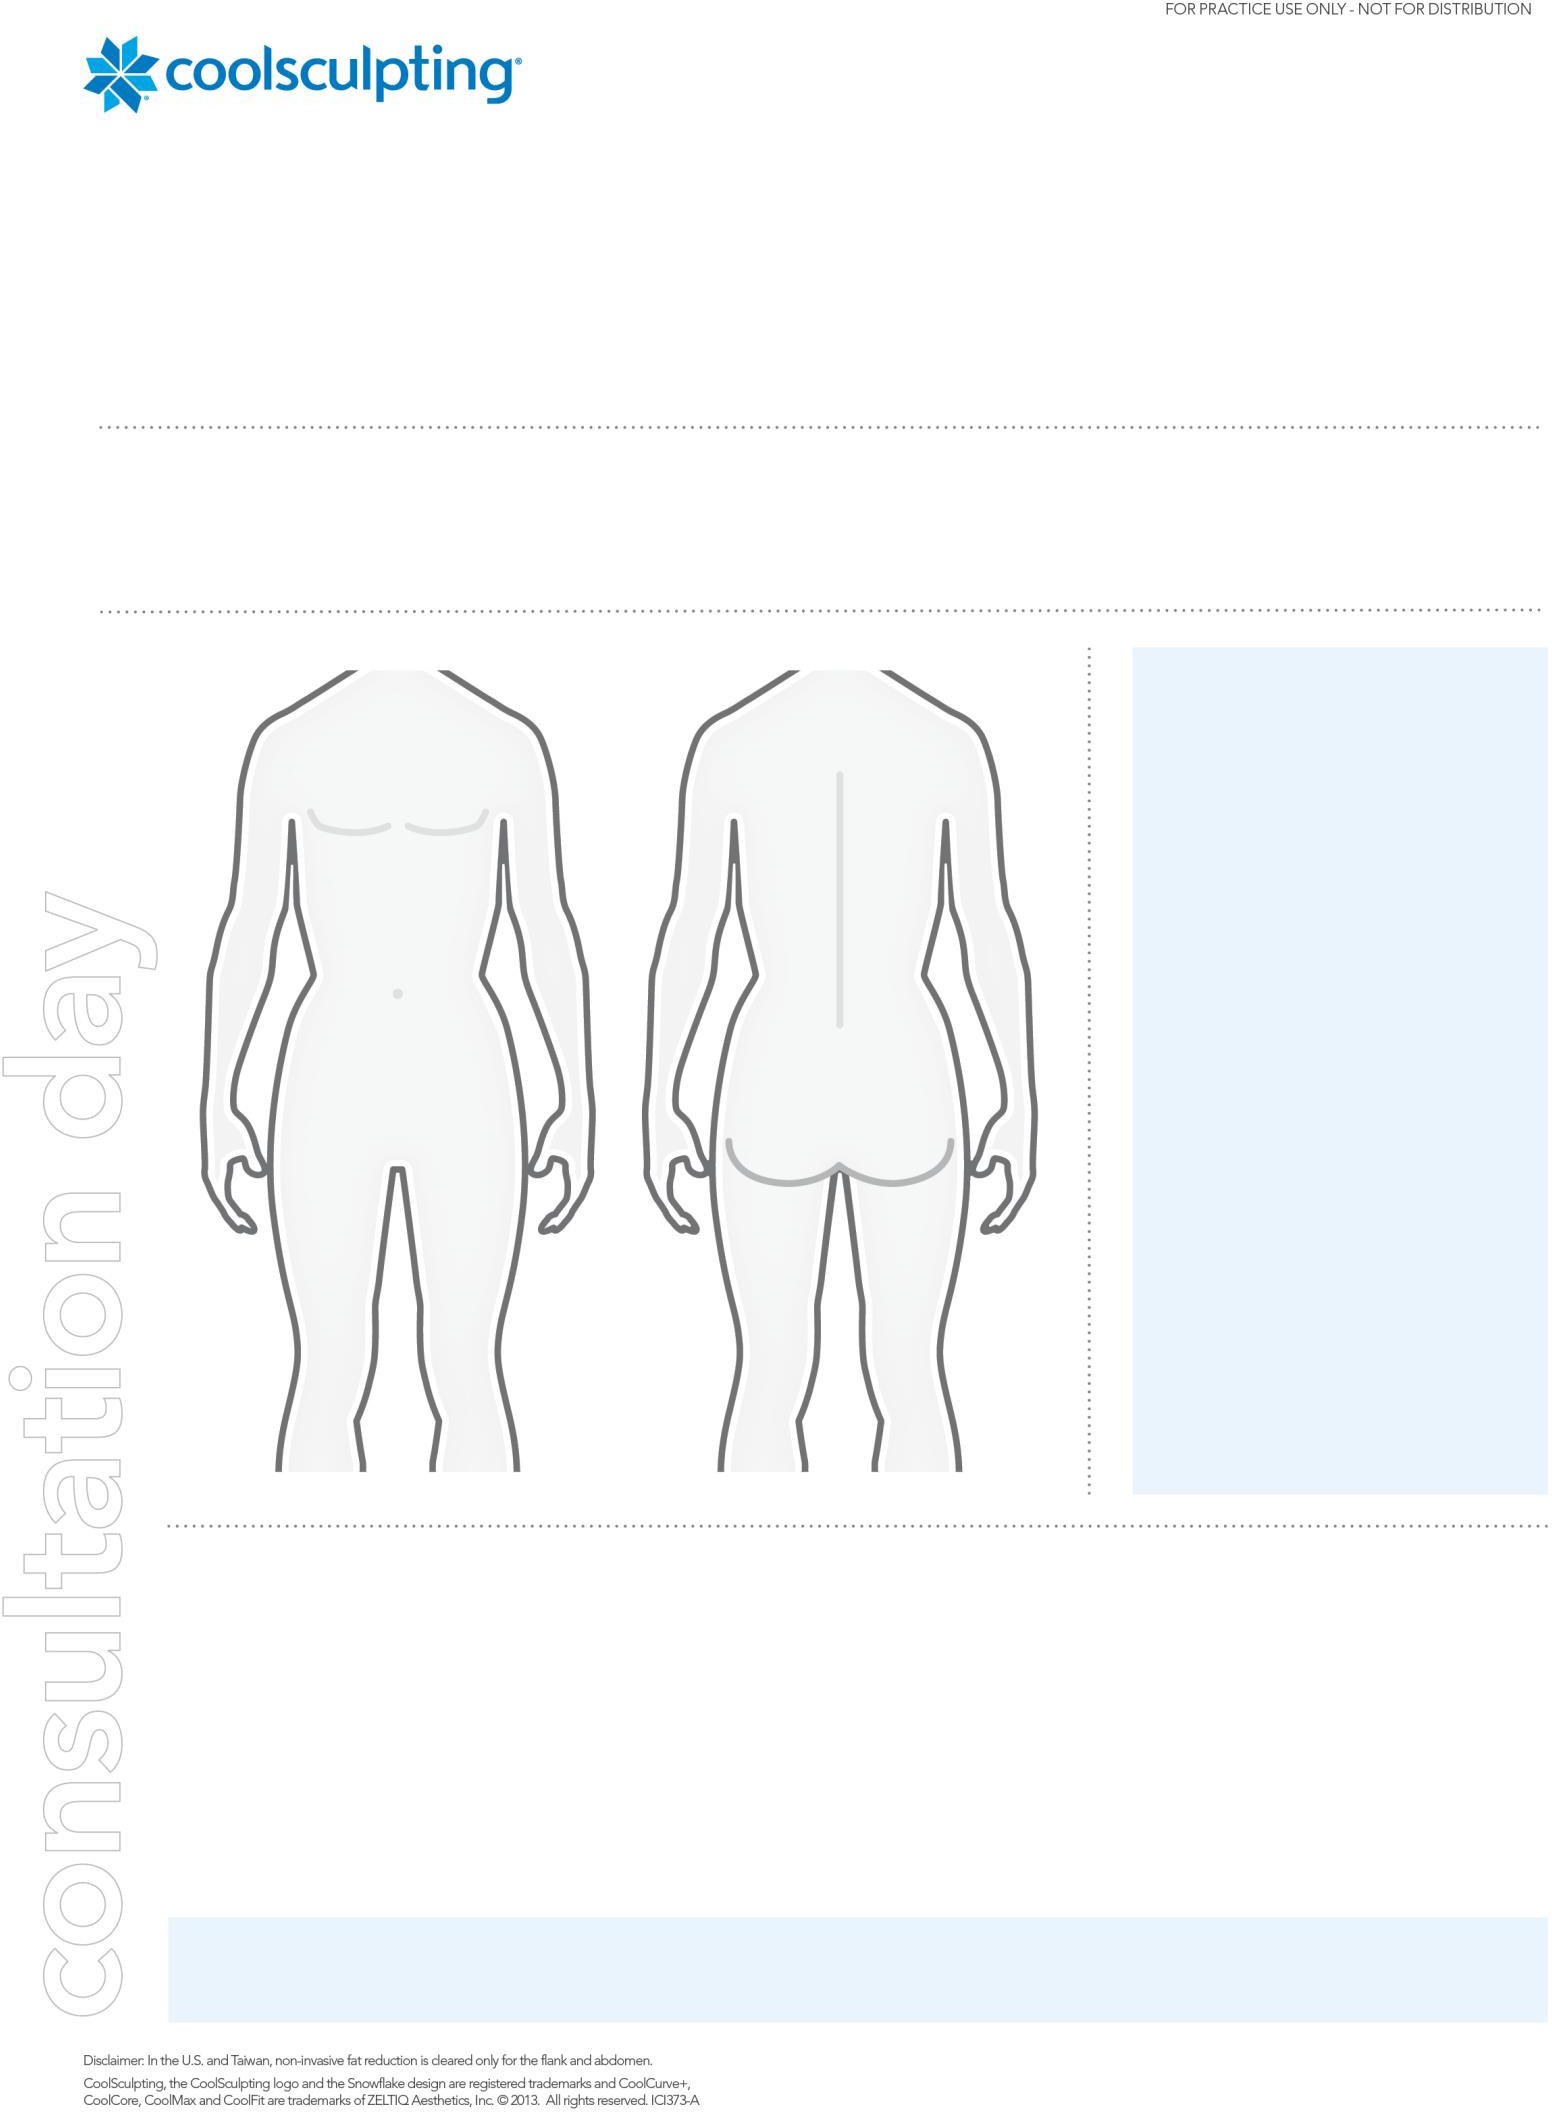 FOR PRACTICE USE ONLY - NOT FOR DISTRIBUTION
coolsculpting®
consultation day
Disclaimer: In the U.S. and Taiwan, non-invasive fat reduction is cleared only for the flank and abdomen.
CoolSculpting, the CoolSculpting logo and the Snowflake design are registered trademarks and CoolCurve+,
CoolCore, CoolMax and CoolFit are trademarks of ZELTIQ Aesthetics, Inc. © 2013. All rights reserved. ICI373-A